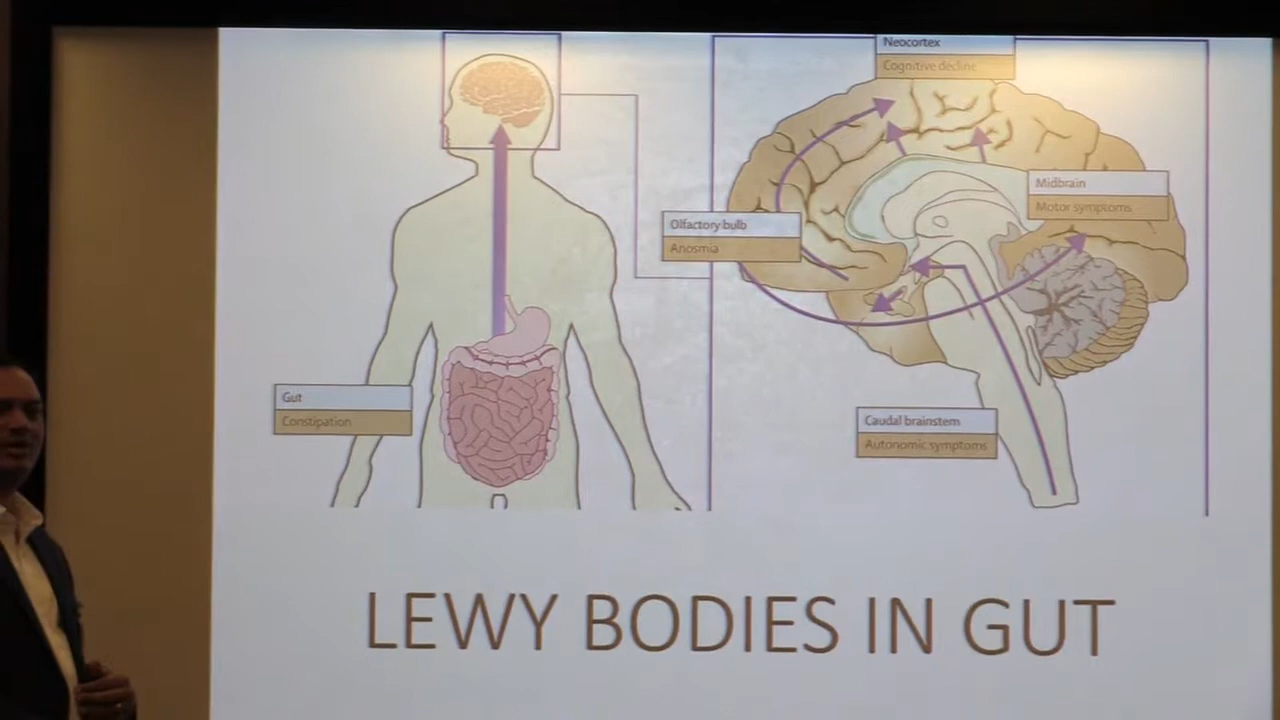 Neocortex
Cognitive decline
Midbrain
Motor symptoms
Olfactory bulb
Anosmia
Gut
Constipation
Caudal brainstem
Autonomic symptoms
LEWY BODIES IN GUT